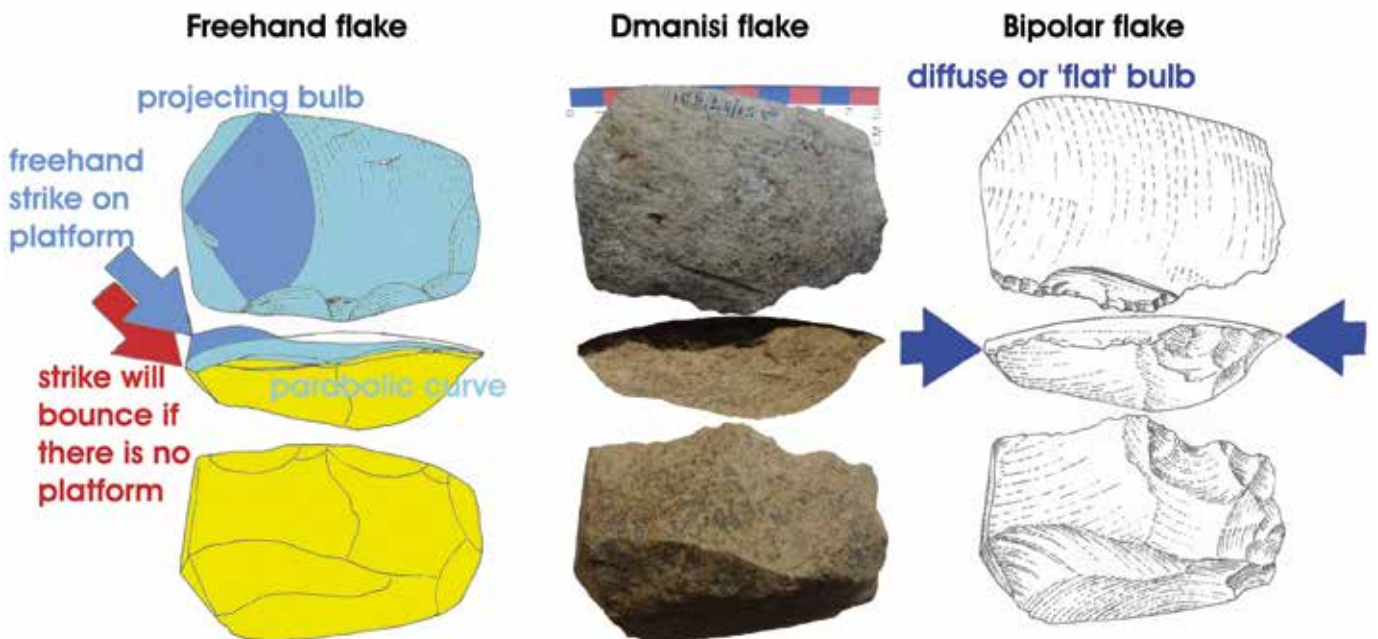 Freehand flake
Dmanisi flake
Bipolar flake
projecting bulb
freehand
strike on
platform
strike will
bounce if
there is no
platform
parabolic curve
diffuse or 'flat' bulb
0